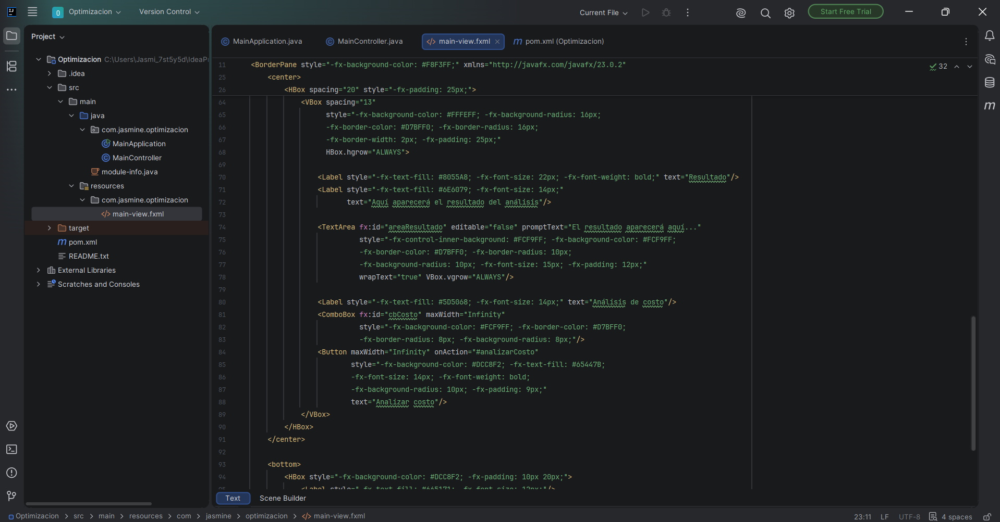 Optimizacion
Version Control
Current File
Start Free Trial
Project
Optimizacion C:\Users\Jasmi_7st5y5d\IdeaPr
.idea
src
main
java
com.jasmine.optimizacion
MainApplication
MainController
module-info.java
resources
com.jasmine.optimizacion
main-view.fxml
target
pom.xml
README.txt
External Libraries
Scratches and Consoles
MainApplication.java
MainController.java
main-view.fxml
pom.xml (Optimizacion)
32
11 <BorderPane style="-fx-background-color: #F8F3FF;" xmlns="http://javafx.com/javafx/23.0.2"
25 <center>
26 <HBox spacing="20" style="-fx-padding: 25px;">
64 <VBox spacing="13"
65 style="-fx-background-color: #FFFEFF; -fx-background-radius: 16px;
66 -fx-border-color: #D7BFF0; -fx-border-radius: 16px;
67 -fx-border-width: 2px; -fx-padding: 25px;"
68 HBox.hgrow="ALWAYS">
69
70 <Label style="-fx-text-fill: #8055A8; -fx-font-size: 22px; -fx-font-weight: bold;" text="Resultado"/>
71 <Label style="-fx-text-fill: #6E6079; -fx-font-size: 14px;"
72 text="Aquí aparecerá el resultado del análisis"/>
73
74 <TextArea fx:id="areaResultado" editable="false" promptText="El resultado aparecerá aquí..."
75 style="-fx-control-inner-background: #FCF9FF; -fx-background-color: #FCF9FF;
76 -fx-border-color: #D7BFF0; -fx-border-radius: 10px;
77 -fx-background-radius: 10px; -fx-font-size: 15px; -fx-padding: 12px;"
78 wrapText="true" VBox.vgrow="ALWAYS"/>
79
80 <Label style="-fx-text-fill: #5D5068; -fx-font-size: 14px;" text="Análisis de costo"/>
81 <ComboBox fx:id="cbCosto" maxWidth="Infinity"
82 style="-fx-background-color: #FCF9FF; -fx-border-color: #D7BFF0;
83 -fx-border-radius: 8px; -fx-background-radius: 8px;"/>
84 <Button maxWidth="Infinity" onAction="#analizarCosto"
85 style="-fx-background-color: #DCC8F2; -fx-text-fill: #65447B;
86 -fx-font-size: 14px; -fx-font-weight: bold;
87 -fx-background-radius: 10px; -fx-padding: 9px;"
88 text="Analizar costo"/>
89 </VBox>
90 </HBox>
91 </center>
92
93 <bottom>
94 <HBox style="-fx-background-color: #DCC8F2; -fx-padding: 10px 20px;">
95 <Label style="-fx-text-fill: #665171; -fx-font-size: 12px;"/>
Text
Scene Builder
Optimizacion > src > main > resources > com > jasmine > optimizacion > main-view.fxml
23:11 LF UTF-8 4 spaces